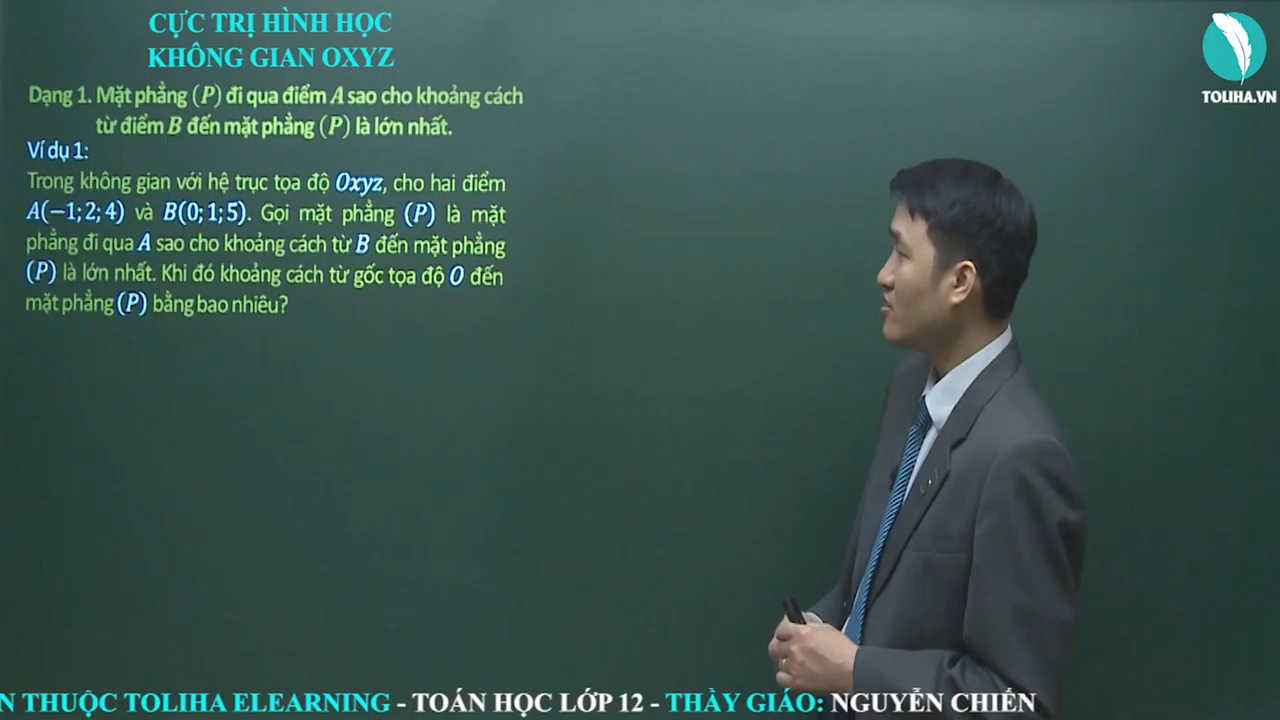 CỰC TRỊ HÌNH HỌC
KHÔNG GIAN OXYZ
TOLIHA.VN
Dạng 1. Mặt phẳng (P) đi qua điểm A sao cho khoảng cách
từ điểm B đến mặt phẳng (P) là lớn nhất.
Ví dụ 1:
Trong không gian với hệ trục tọa độ Oxyz, cho hai điểm
A(−1; 2; 4) và B(0; 1; 5). Gọi mặt phẳng (P) là mặt
phẳng đi qua A sao cho khoảng cách từ B đến mặt phẳng
(P) là lớn nhất. Khi đó khoảng cách từ gốc tọa độ O đến
mặt phẳng (P) bằng bao nhiêu?
N THUỘC TOLIHA ELEARNING - TOÁN HỌC LỚP 12 - THẦY GIÁO: NGUYỄN CHIẾN